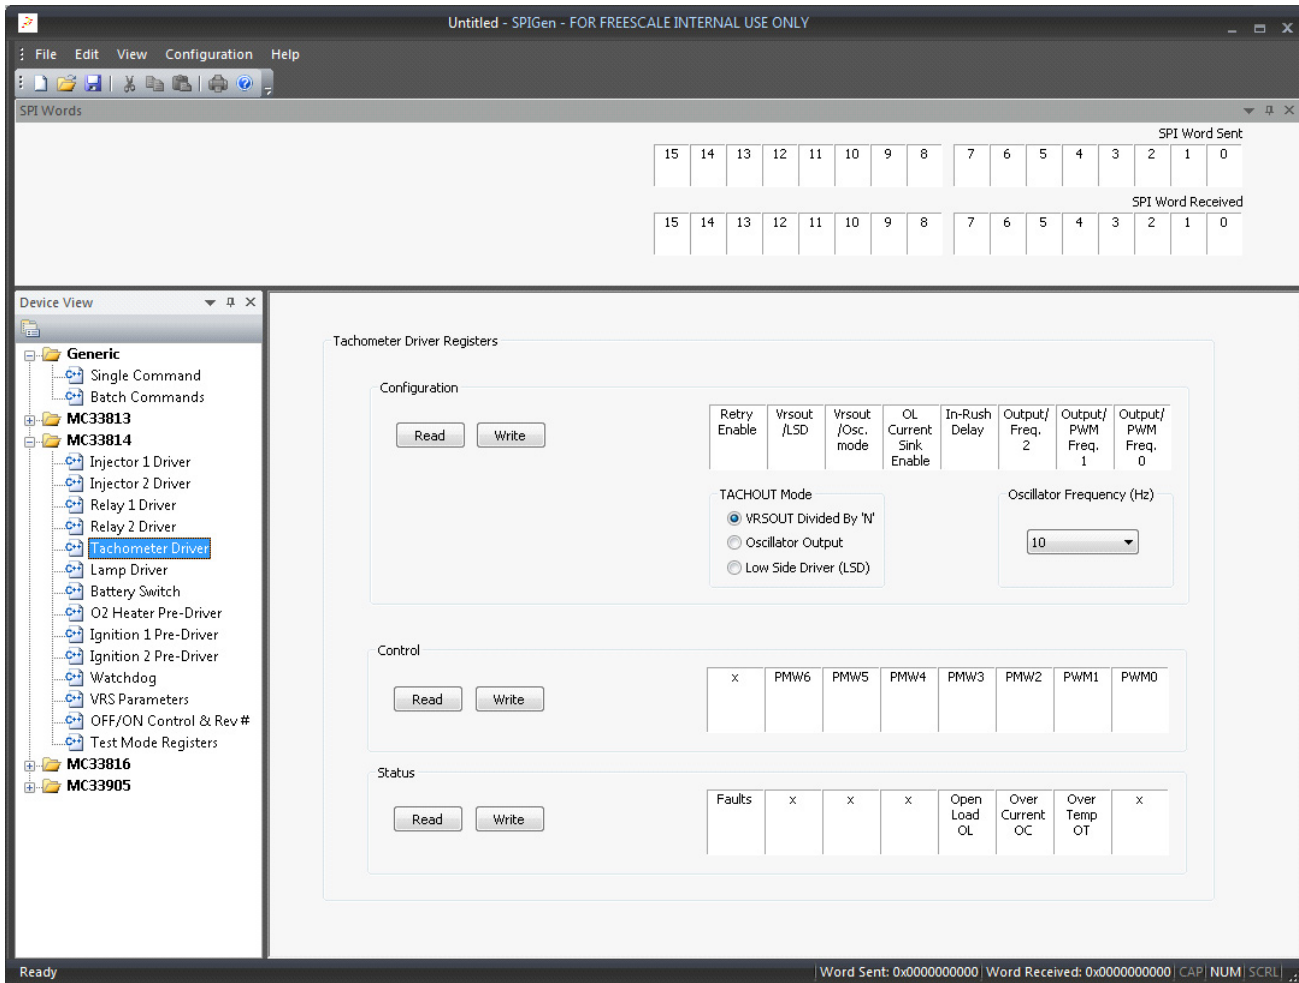 Untitled - SPIGen - FOR FREESCALE INTERNAL USE ONLY
File Edit View Configuration Help
SPI Words
SPI Word Sent
15 14 13 12 11 10 9 8 7 6 5 4 3 2 1 0
SPI Word Received
15 14 13 12 11 10 9 8 7 6 5 4 3 2 1 0
Device View
Generic
Single Command
Batch Commands
MC33813
MC33814
Injector 1 Driver
Injector 2 Driver
Relay 1 Driver
Relay 2 Driver
Tachometer Driver
Lamp Driver
Battery Switch
O2 Heater Pre-Driver
Ignition 1 Pre-Driver
Ignition 2 Pre-Driver
Watchdog
VRS Parameters
OFF/ON Control & Rev #
Test Mode Registers
MC33816
MC33905
Tachometer Driver Registers
Configuration
Read Write
Retry Vrsout Vrsout OL In-Rush Output/ Output/ Output/
Enable /LSD /Osc. Current Delay Freq. PWM PWM
mode Sink 2 Freq. Freq.
Enable 1 0
TACHOUT Mode
VRSOUT Divided By 'N'
Oscillator Output
Low Side Driver (LSD)
Oscillator Frequency (Hz)
10
Control
Read Write
x PMW6 PMW5 PMW4 PMW3 PMW2 PWM1 PWM0
Status
Read Write
Faults x x x Open Over Over x
Load Current Temp
OL OC OT
Ready
Word Sent: 0x0000000000 Word Received: 0x0000000000 CAP NUM SCRL